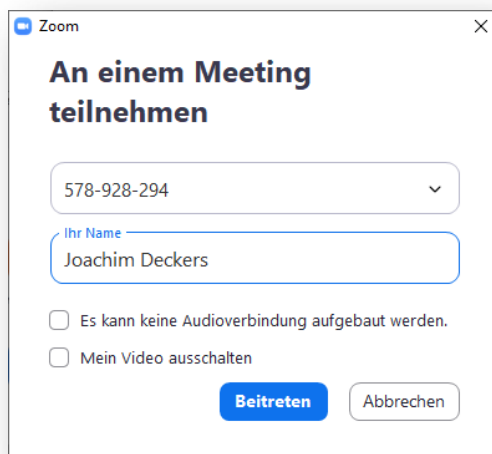 Zoom
An einem Meeting
teilnehmen
578-928-294
Ihr Name
Joachim Deckers
Es kann keine Audioverbindung aufgebaut werden.
Mein Video ausschalten
Beitreten Abbrechen